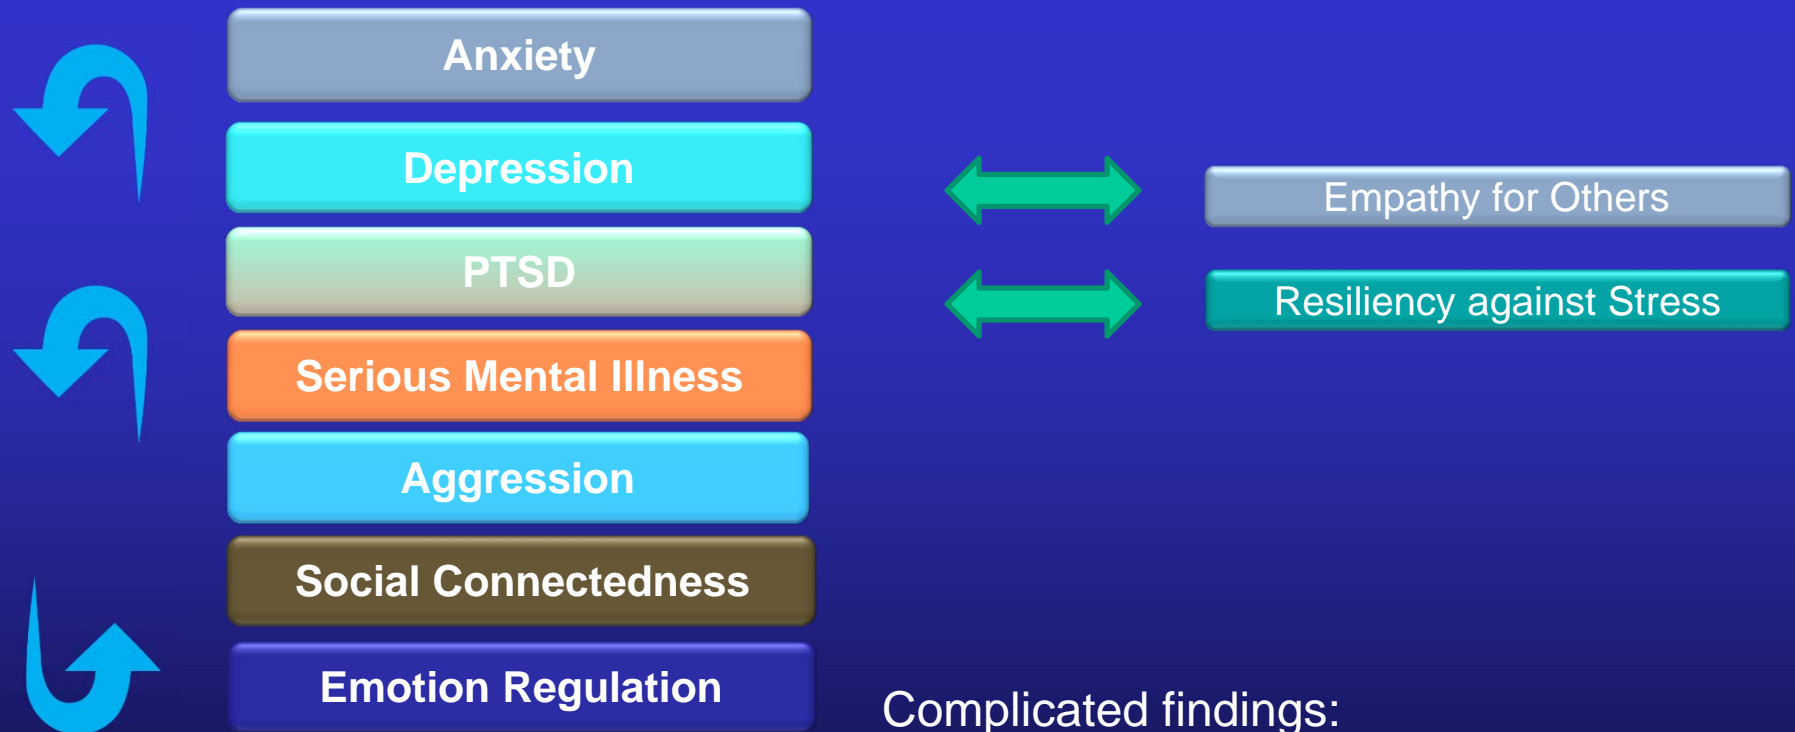 Anxiety
Depression
PTSD
Serious Mental Illness
Aggression
Social Connectedness
Emotion Regulation
Empathy for Others
Resiliency against Stress
Complicated findings: